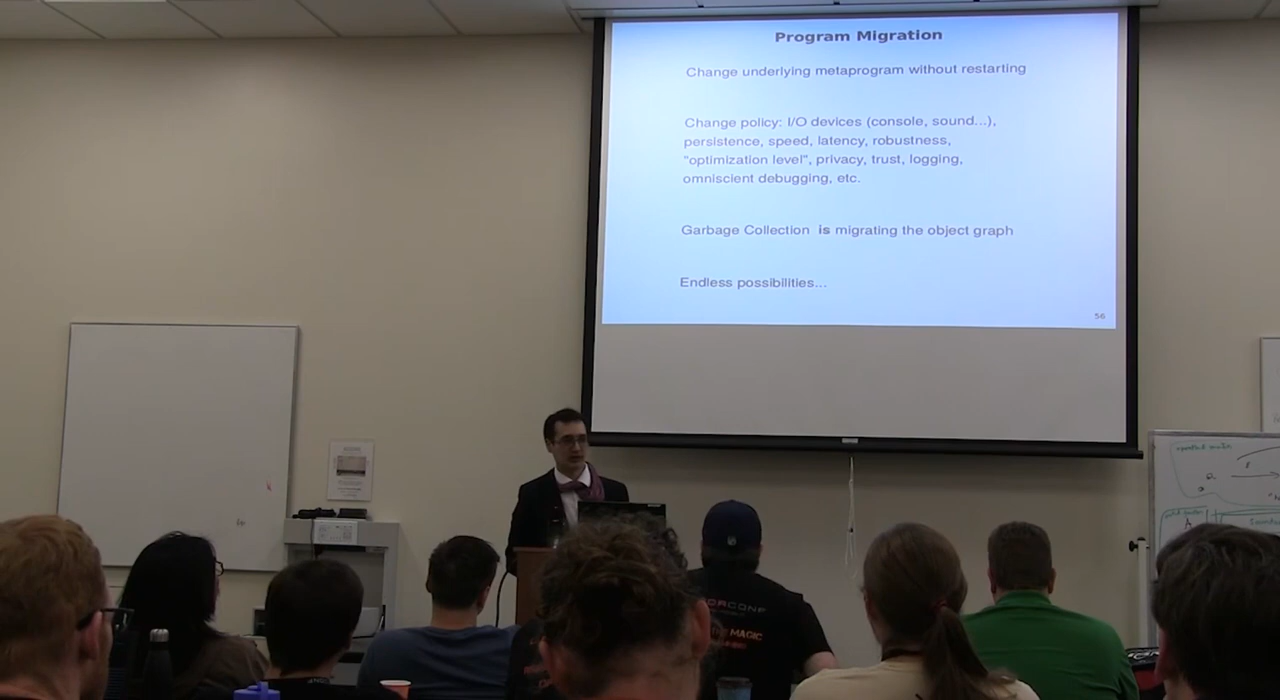 Program Migration
Change underlying metaprogram without restarting
Change policy: I/O devices (console, sound...),
persistence, speed, latency, robustness,
"optimization level", privacy, trust, logging,
omniscient debugging, etc.
Garbage Collection is migrating the object graph
Endless possibilities...
56
MAGIC